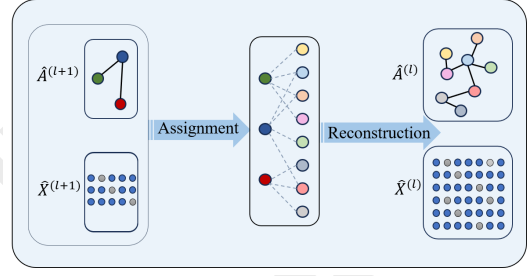 Â^{(l+1)}
X̂^{(l+1)}
Assignment
Reconstruction
Â^{(l)}
X̂^{(l)}